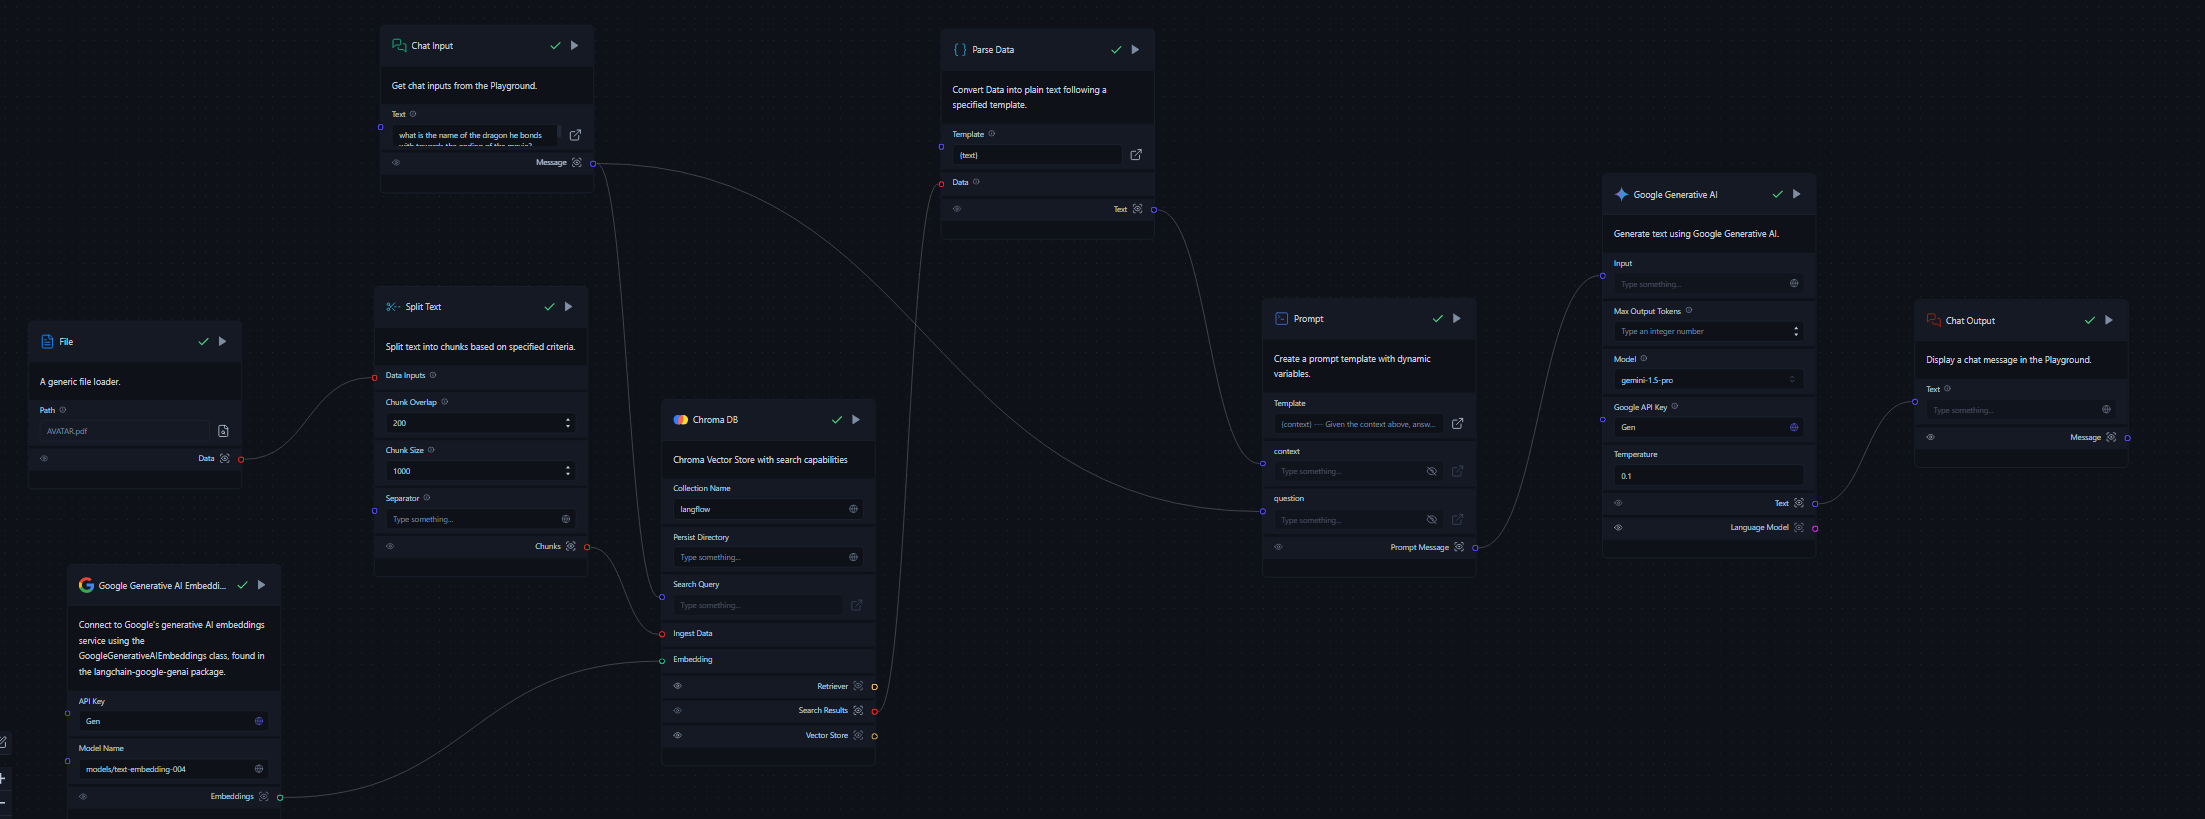 Chat Input
Get chat inputs from the Playground.
Text
what is the name of the dragon he bonds
with towards the ending of the movie?
Message
Parse Data
Convert Data into plain text following a
specified template.
Template
{text}
Data
Text
File
A generic file loader.
Path
AVATAR.pdf
Data
Split Text
Split text into chunks based on specified criteria.
Data Inputs
Chunk Overlap
200
Chunk Size
1000
Separator
Type something...
Chunks
Google Generative AI Embeddi...
Connect to Google's generative AI embeddings
service using the
GoogleGenerativeAIEmbeddings class, found in
the langchain-google-genai package.
API Key
Gen
Model Name
models/text-embedding-004
Embeddings
Chroma DB
Chroma Vector Store with search capabilities
Collection Name
langflow
Persist Directory
Type something...
Search Query
Type something...
Ingest Data
Embedding
Retriever
Search Results
Vector Store
Prompt
Create a prompt template with dynamic
variables.
Template
{context} --- Given the context above, answ...
context
Type something...
question
Type something...
Prompt Message
Google Generative AI
Generate text using Google Generative AI.
Input
Type something...
Max Output Tokens
Type an integer number
Model
gemini-1.5-pro
Google API Key
Gen
Temperature
0.1
Text
Language Model
Chat Output
Display a chat message in the Playground.
Text
Type something...
Message